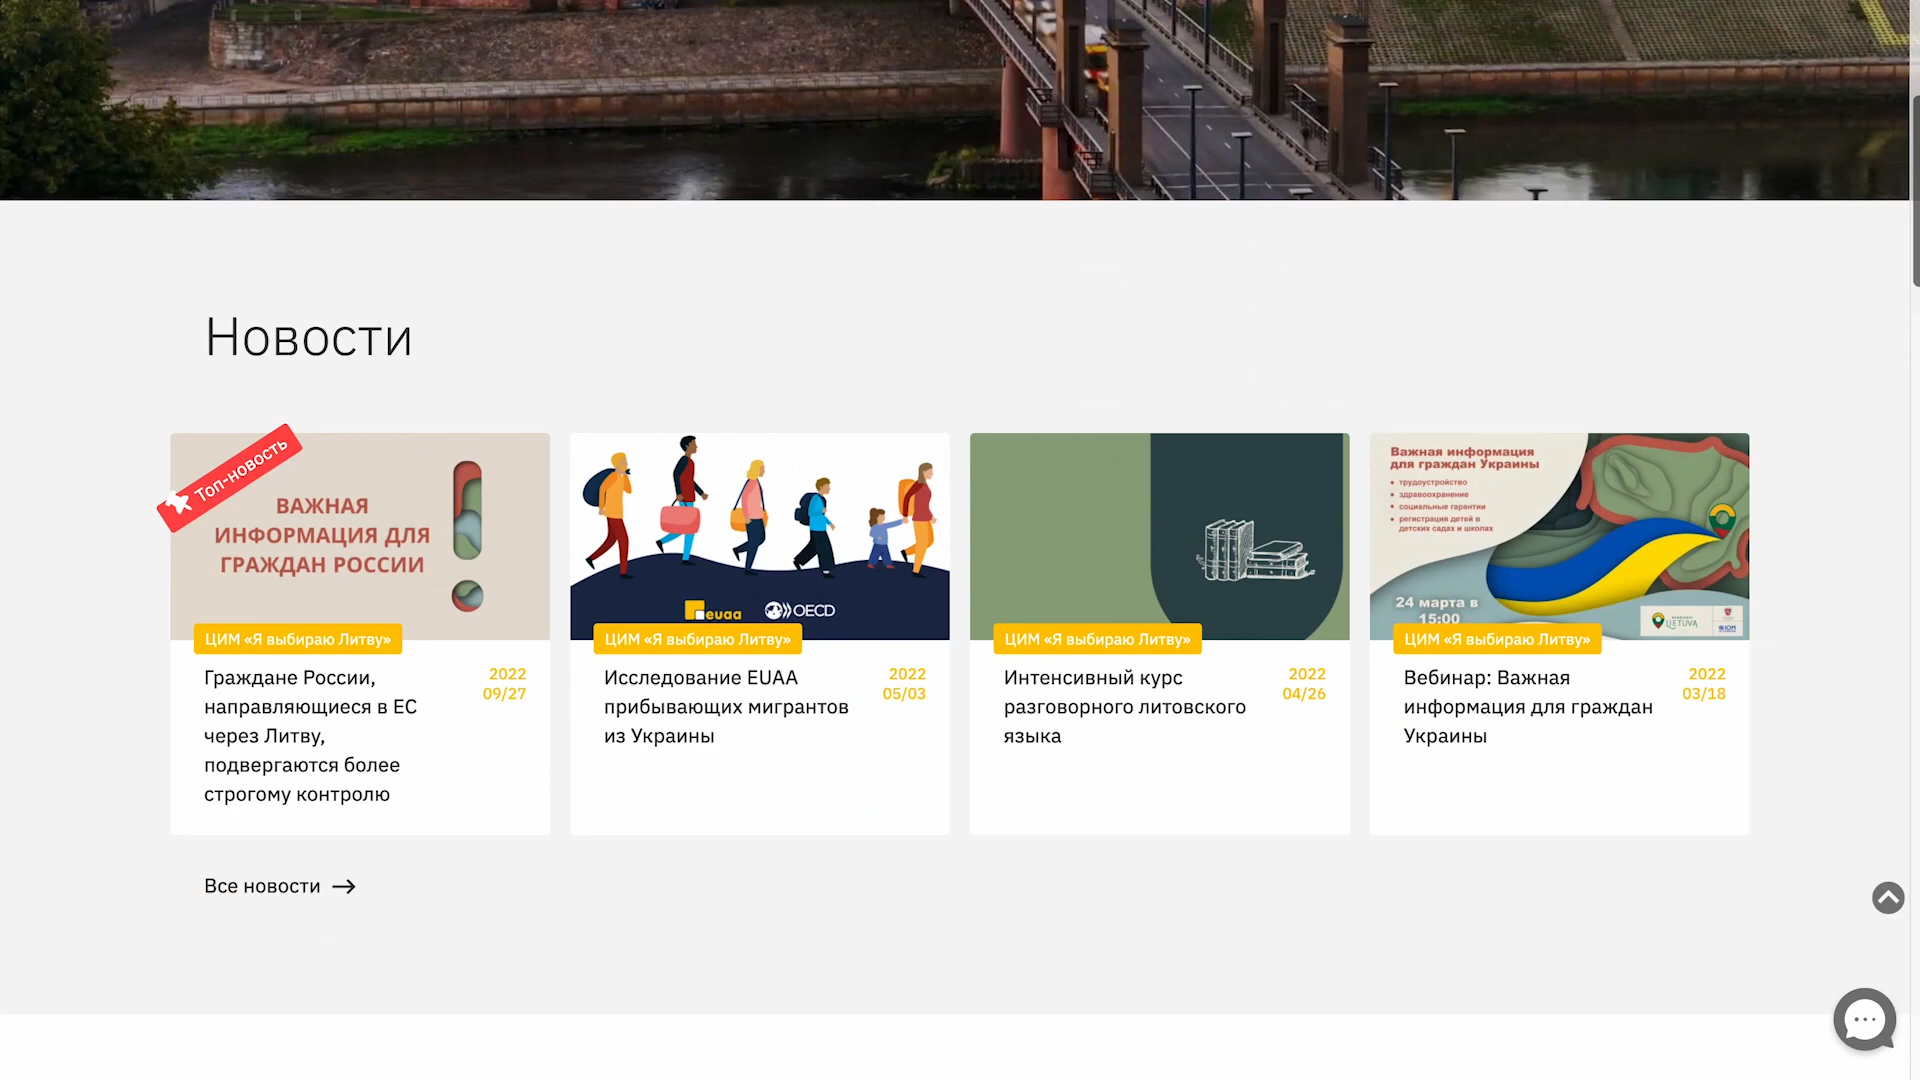 Новости
Топ-новость
ВАЖНАЯ
ИНФОРМАЦИЯ ДЛЯ
ГРАЖДАН РОССИИ
ЦИМ «Я выбираю Литву»
Граждане России,
направляющиеся в ЕС
через Литву,
подвергаются более
строгому контролю
2022
09/27
euaa
OECD
ЦИМ «Я выбираю Литву»
Исследование EUAA
прибывающих мигрантов
из Украины
2022
05/03
ЦИМ «Я выбираю Литву»
Интенсивный курс
разговорного литовского
языка
2022
04/26
Важная информация
для граждан Украины
• трудоустройство
• здравоохранение
• социальные гарантии
• регистрация детей в
детских садах и школах
24 марта в
15:00
LIETUVĄ
IOM
ЦИМ «Я выбираю Литву»
Вебинар: Важная
информация для граждан
Украины
2022
03/18
Все новости